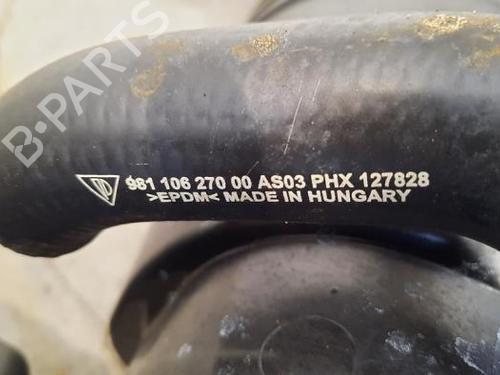 B-PARTS
981 106 270 00 AS03 PHX 127828
>EPDM< MADE IN HUNGARY